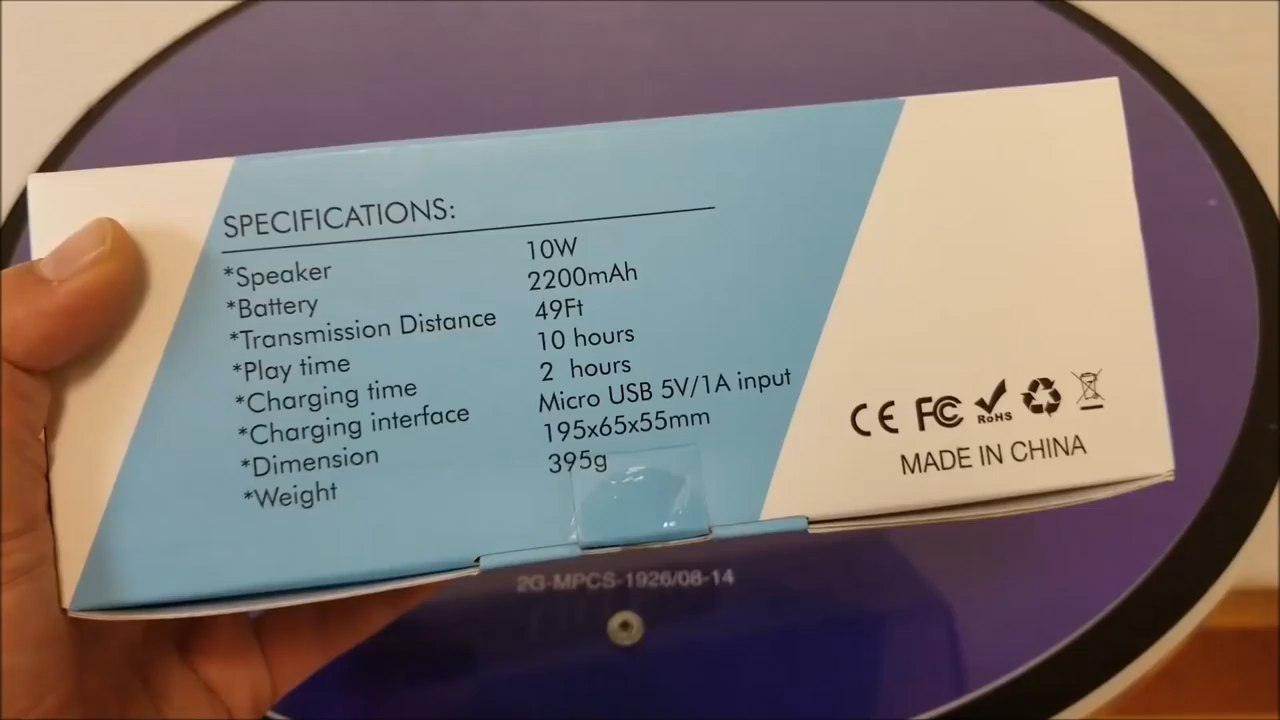 SPECIFICATIONS:
*Speaker 10W
*Battery 2200mAh
*Transmission Distance 49Ft
*Play time 10 hours
*Charging time 2 hours
*Charging interface Micro USB 5V/1A input
*Dimension 195x65x55mm
*Weight 395g
CE FC RoHS
MADE IN CHINA
2G-MPCS-1926/08-14